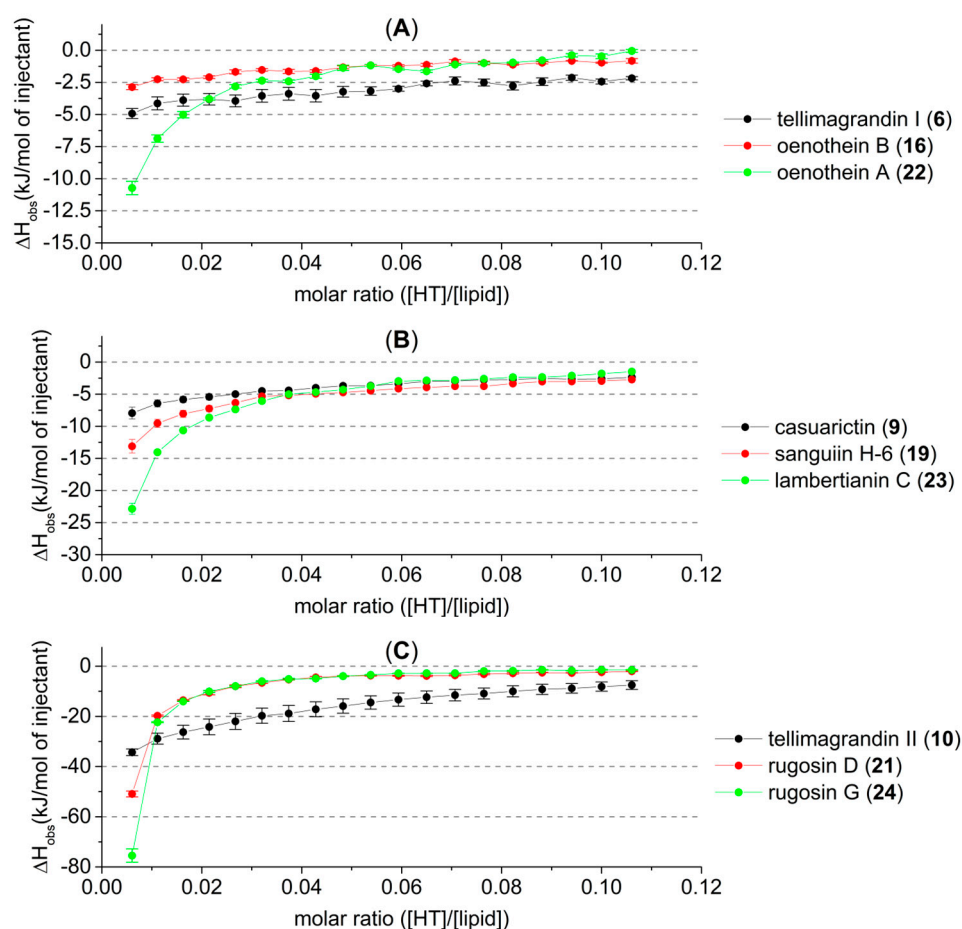 (A)
0.0
-2.5
-5.0
-7.5
-10.0
-12.5
-15.0
ΔH_obs(kJ/mol of injectant)
0.00 0.02 0.04 0.06 0.08 0.10 0.12
molar ratio ([HT]/[lipid])
tellimagrandin I (6)
oenothein B (16)
oenothein A (22)
(B)
0
-5
-10
-15
-20
-25
-30
ΔH_obs(kJ/mol of injectant)
0.00 0.02 0.04 0.06 0.08 0.10 0.12
molar ratio ([HT]/[lipid])
casuarictin (9)
sanguiin H-6 (19)
lambertianin C (23)
(C)
0
-20
-40
-60
-80
ΔH_obs(kJ/mol of injectant)
0.00 0.02 0.04 0.06 0.08 0.10 0.12
molar ratio ([HT]/[lipid])
tellimagrandin II (10)
rugosin D (21)
rugosin G (24)